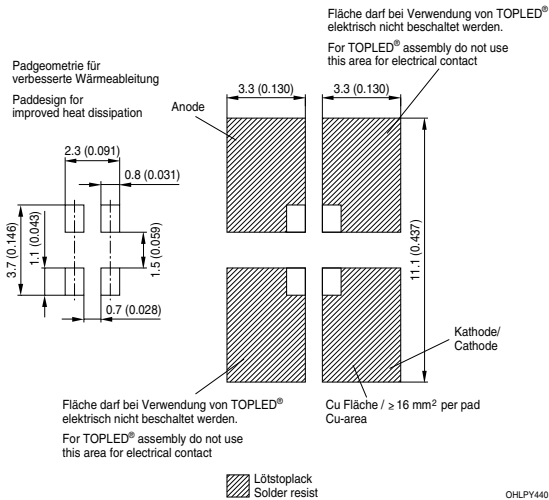 Fläche darf bei Verwendung von TOPLED®
elektrisch nicht beschaltet werden.
For TOPLED® assembly do not use
this area for electrical contact
Padgeometrie für
verbesserte Wärmeableitung
Paddesign for
improved heat dissipation
Anode
3.3 (0.130)
3.3 (0.130)
2.3 (0.091)
0.8 (0.031)
3.7 (0.146)
1.1 (0.043)
1.5 (0.059)
0.7 (0.028)
11.1 (0.437)
Kathode/
Cathode
Fläche darf bei Verwendung von TOPLED®
elektrisch nicht beschaltet werden.
For TOPLED® assembly do not use
this area for electrical contact
Cu Fläche / ≥ 16 mm² per pad
Cu-area
Lötstoplack
Solder resist
OHLPY440